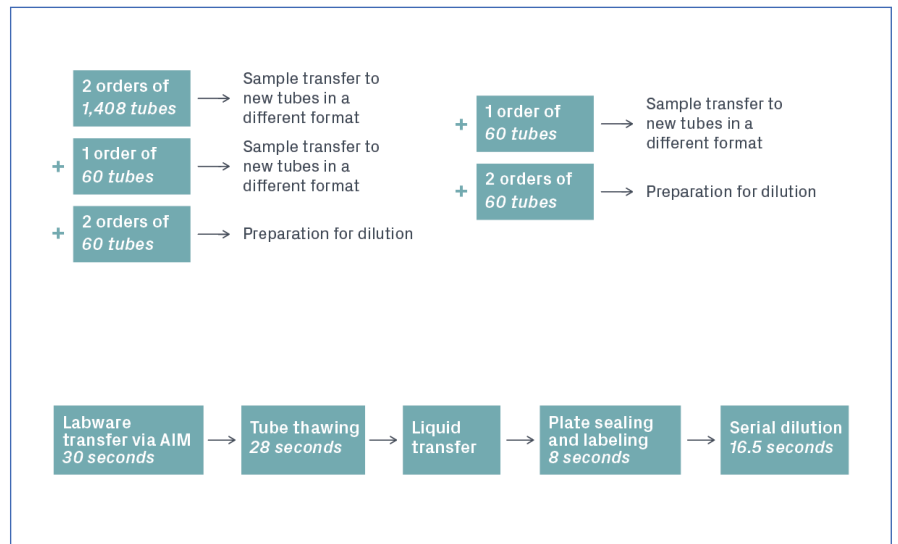 2 orders of
1,408 tubes
Sample transfer to
new tubes in a
different format
+
1 order of
60 tubes
Sample transfer to
new tubes in a
different format
+
2 orders of
60 tubes
Preparation for dilution
+
1 order of
60 tubes
Sample transfer to
new tubes in a
different format
+
2 orders of
60 tubes
Preparation for dilution
Labware
transfer via AIM
30 seconds
Tube thawing
28 seconds
Liquid
transfer
Plate sealing
and labeling
8 seconds
Serial dilution
16.5 seconds